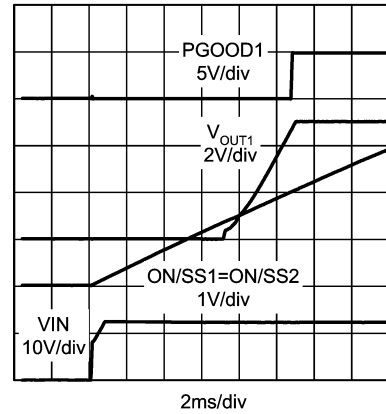 PGOOD1
5V/div
VOUT1
2V/div
ON/SS1=ON/SS2
1V/div
VIN
10V/div
2ms/div